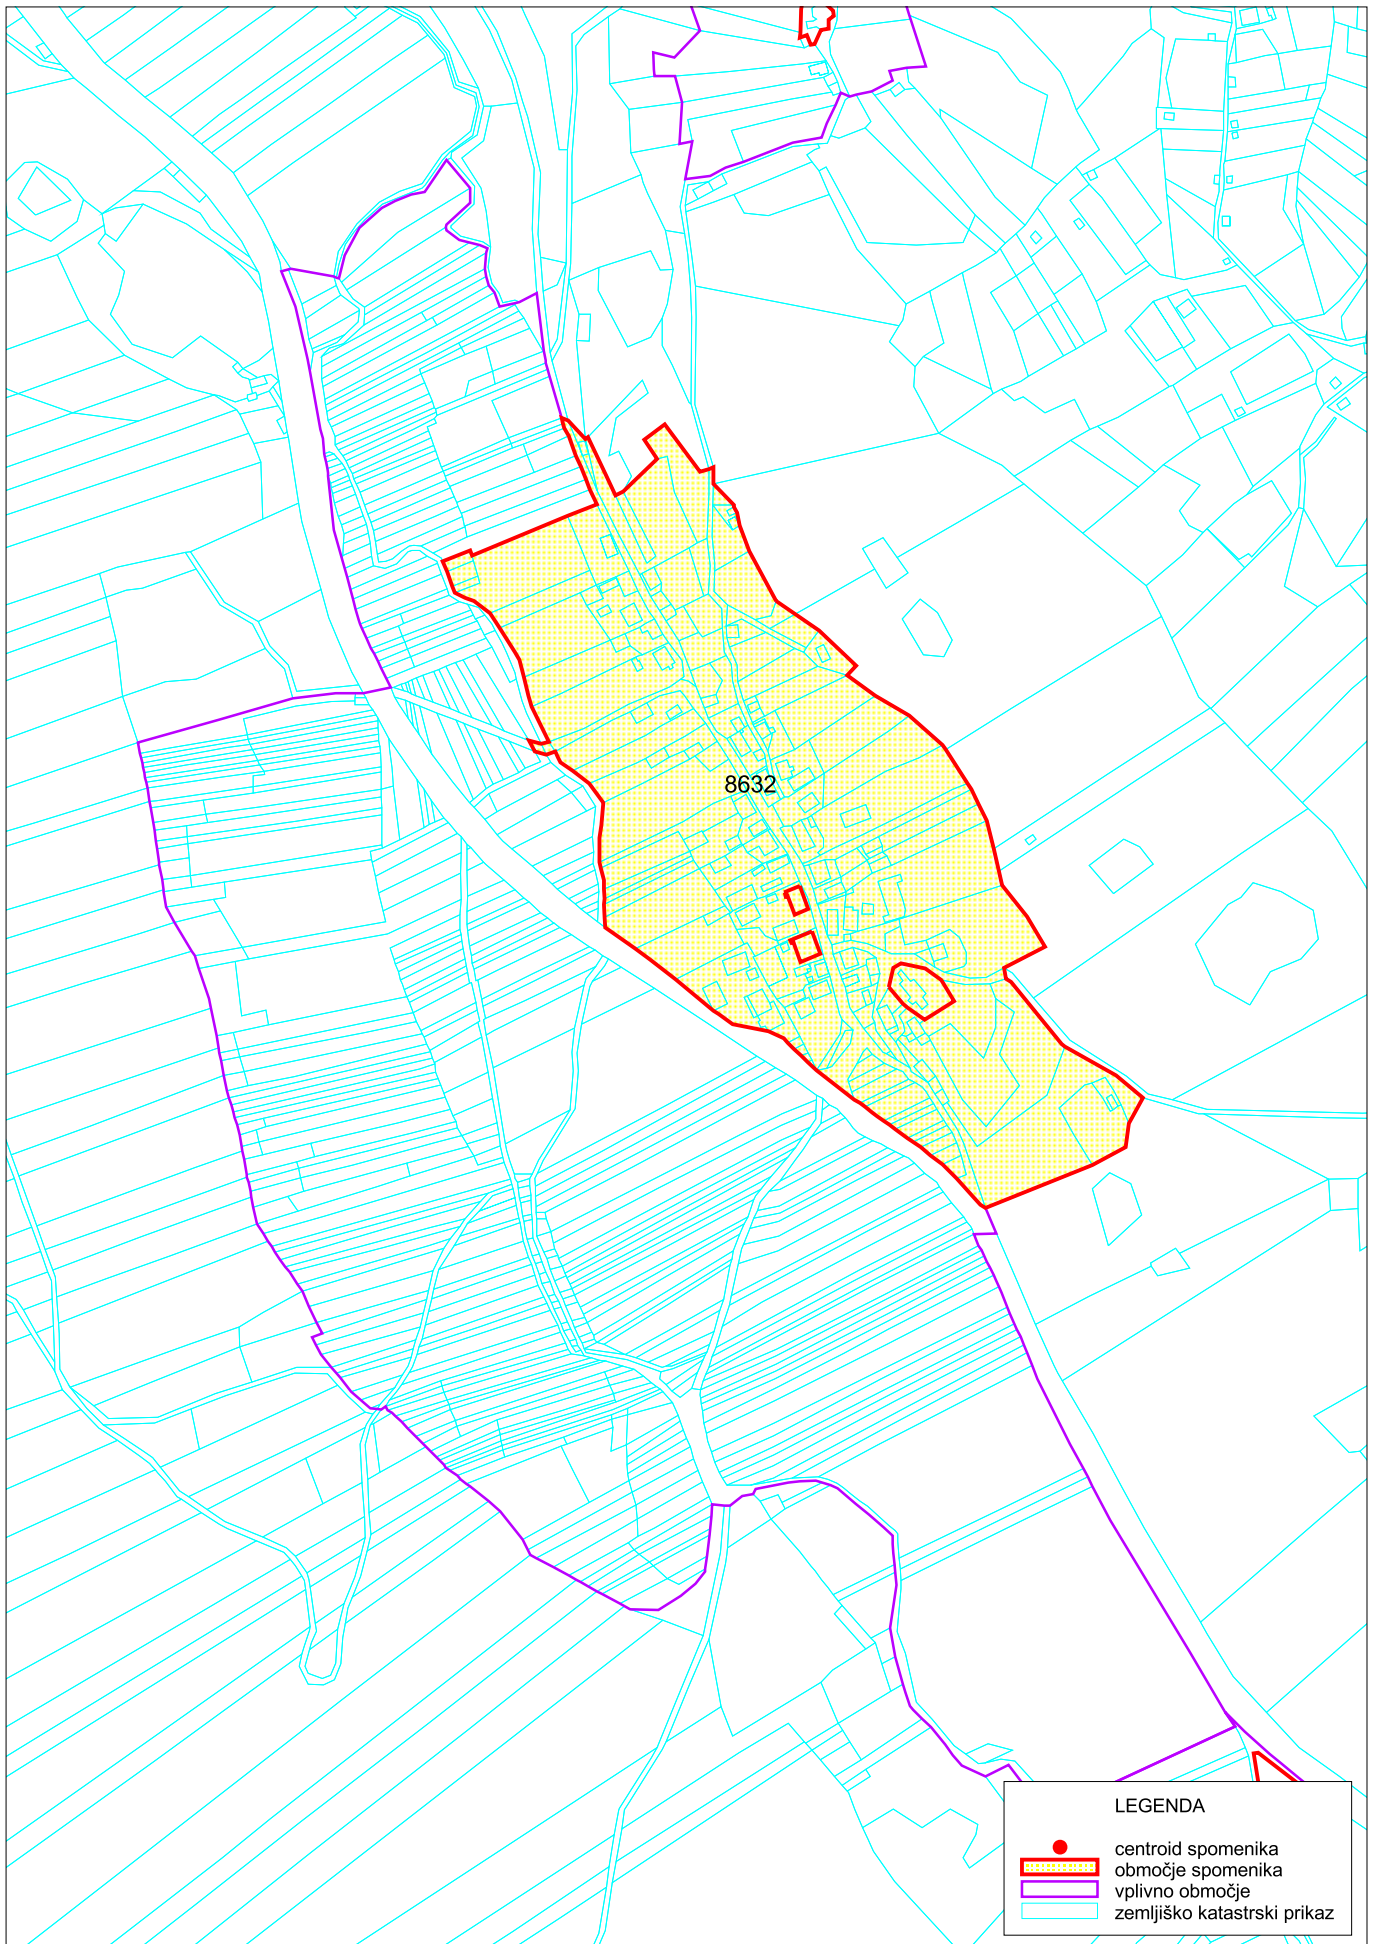 8632
LEGENDA
centroid spomenika
območje spomenika
vplivno območje
zemljiško katastrski prikaz